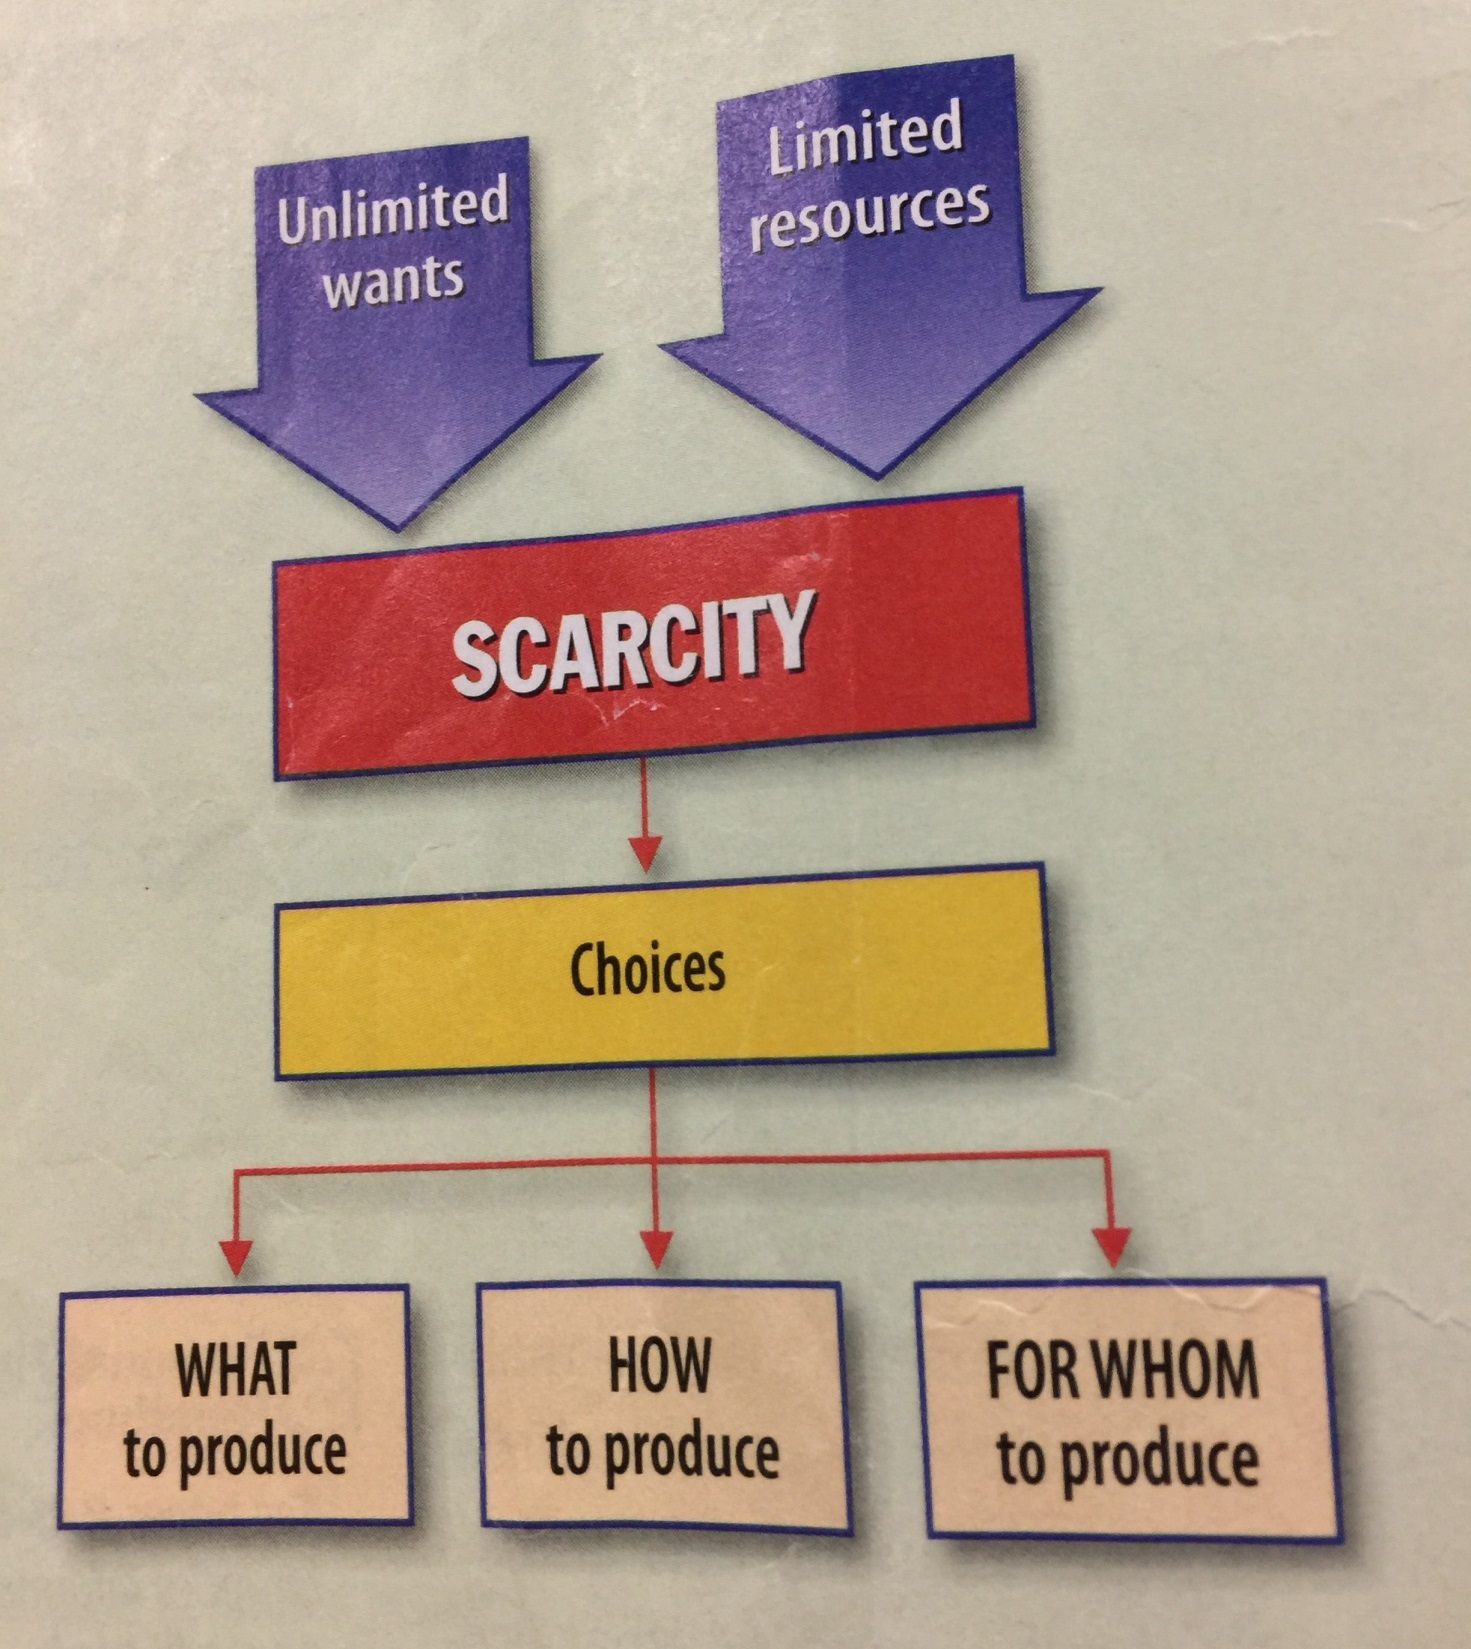 Unlimited
wants
Limited
resources
SCARCITY
Choices
WHAT
to produce
HOW
to produce
FOR WHOM
to produce